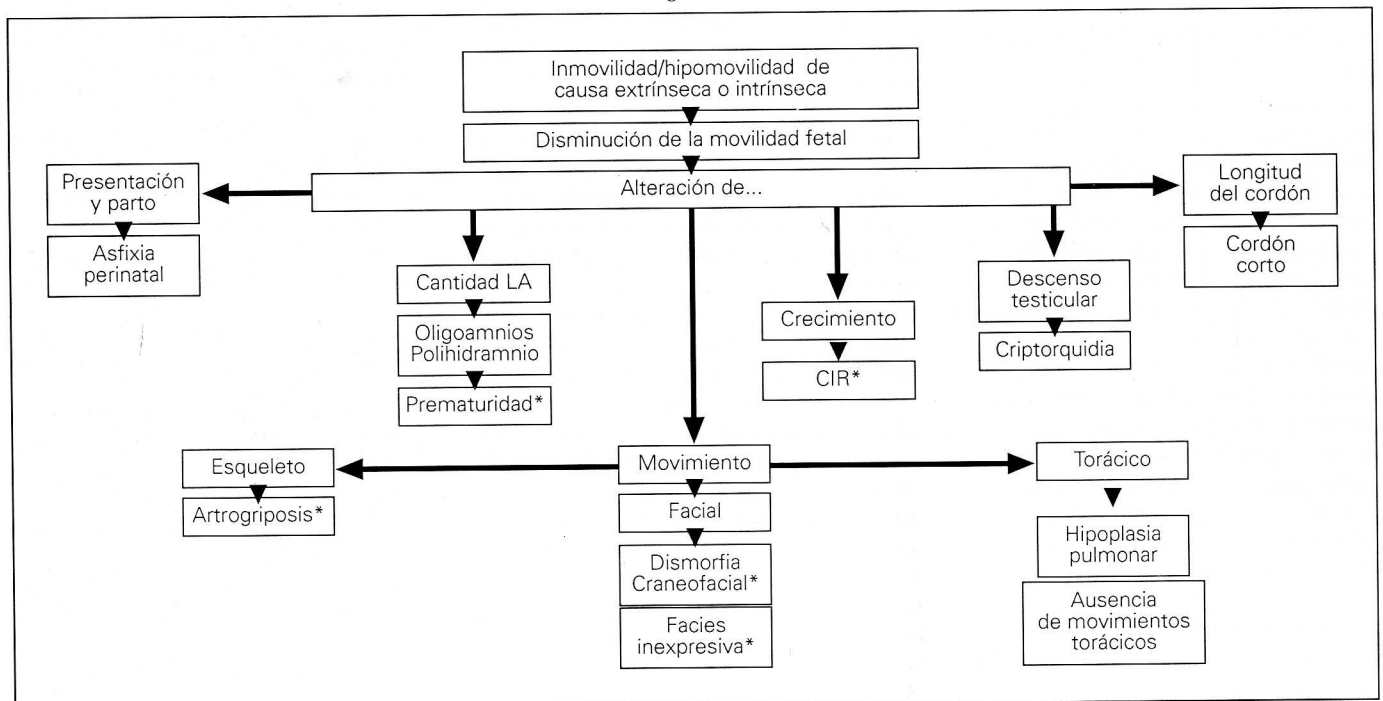 Inmovilidad/hipomovilidad de
causa extrínseca o intrínseca
Disminución de la movilidad fetal
Alteración de...
Presentación
y parto
Asfixia
perinatal
Longitud
del cordón
Cordón
corto
Cantidad LA
Oligoamnios
Polihidramnio
Prematuridad*
Crecimiento
CIR*
Descenso
testicular
Criptorquidia
Movimiento
Esqueleto
Artrogriposis*
Facial
Dismorfia
Craneofacial*
Facies
inexpresiva*
Torácico
Hipoplasia
pulmonar
Ausencia
de movimientos
torácicos